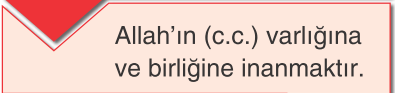 Allah’ın (c.c.) varlığına
ve birliğine inanmaktır.